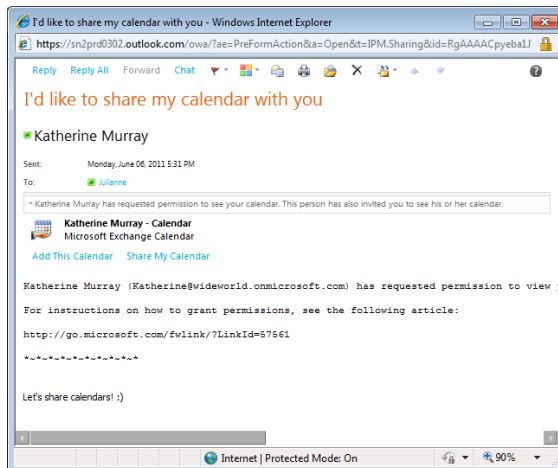 I'd like to share my calendar with you - Windows Internet Explorer
https://sn2prd0302.outlook.com/owa/?ae=PreFormAction&a=Open&t=IPM.Sharing&id=RgAAAACpyeba1J
Reply Reply All Forward Chat
I'd like to share my calendar with you
Katherine Murray
Sent: Monday, June 06, 2011 5:31 PM
To: Julianne
• Katherine Murray has requested permission to see your calendar. This person has also invited you to see his or her calendar.
Katherine Murray - Calendar
Microsoft Exchange Calendar
Add This Calendar Share My Calendar
Katherine Murray (Katherine@wideworld.onmicrosoft.com) has requested permission to view
For instructions on how to grant permissions, see the following article:
http://go.microsoft.com/fwlink/?LinkId=57561
*~*~*~*~*~*~*~*~*~*
Let's share calendars! :)
Internet | Protected Mode: On 90%